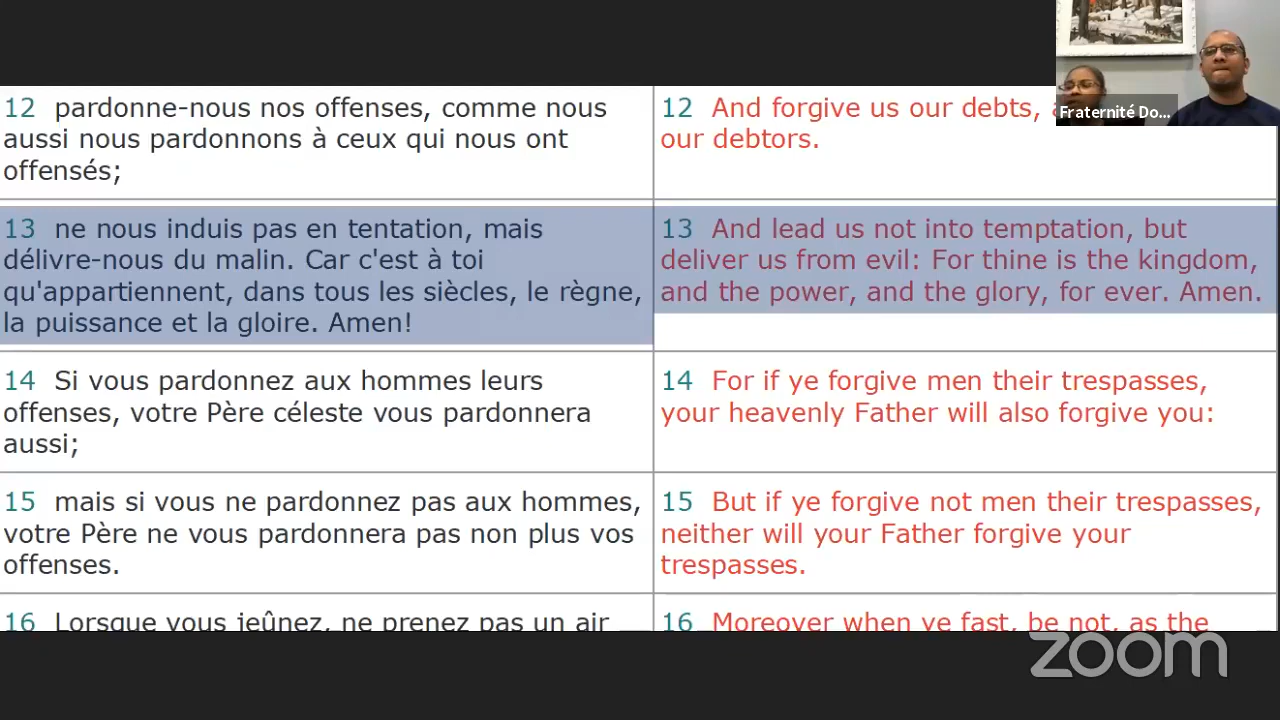 12 pardonne-nous nos offenses, comme nous
aussi nous pardonnons à ceux qui nous ont
offensés;
12 And forgive us our debts,
our debtors.
Fraternité Do...
13 ne nous induis pas en tentation, mais
délivre-nous du malin. Car c'est à toi
qu'appartiennent, dans tous les siècles, le règne,
la puissance et la gloire. Amen!
13 And lead us not into temptation, but
deliver us from evil: For thine is the kingdom,
and the power, and the glory, for ever. Amen.
14 Si vous pardonnez aux hommes leurs
offenses, votre Père céleste vous pardonnera
aussi;
14 For if ye forgive men their trespasses,
your heavenly Father will also forgive you:
15 mais si vous ne pardonnez pas aux hommes,
votre Père ne vous pardonnera pas non plus vos
offenses.
15 But if ye forgive not men their trespasses,
neither will your Father forgive your
trespasses.
16 Lorsque vous jeûnez, ne prenez pas un air
16 Moreover when ye fast, be not, as the
zoom